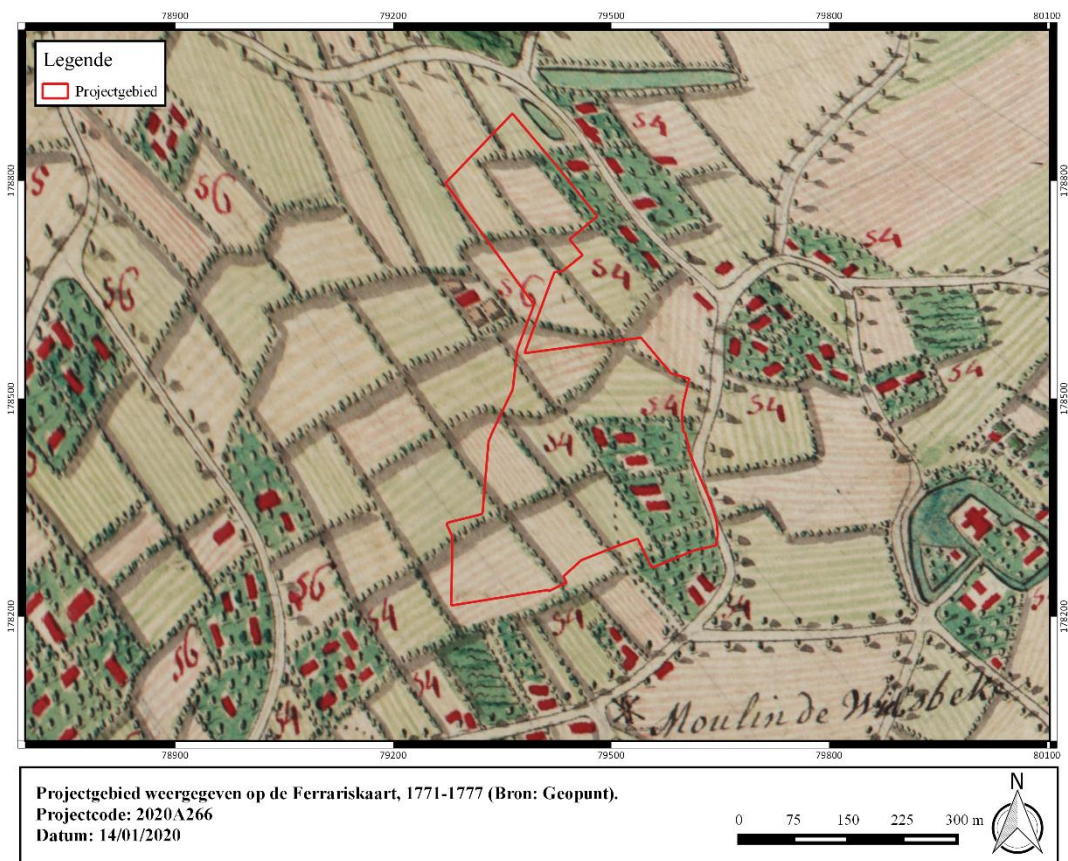 78900 79200 79500 79800 80100
Legende
Projectgebied
S4
S6
178800 178800
S
S4
S6
S6
S4
178500 178500
S4
S4
S4
S4
S6
S4
S4
S4
178200 178200
S6
S4
S4
Moulin de Wielsbeke
78900 79200 79500 79800 80100
Projectgebied weergegeven op de Ferrariskaart, 1771-1777 (Bron: Geopunt).
Projectcode: 2020A266
Datum: 14/01/2020
0 75 150 225 300 m
N